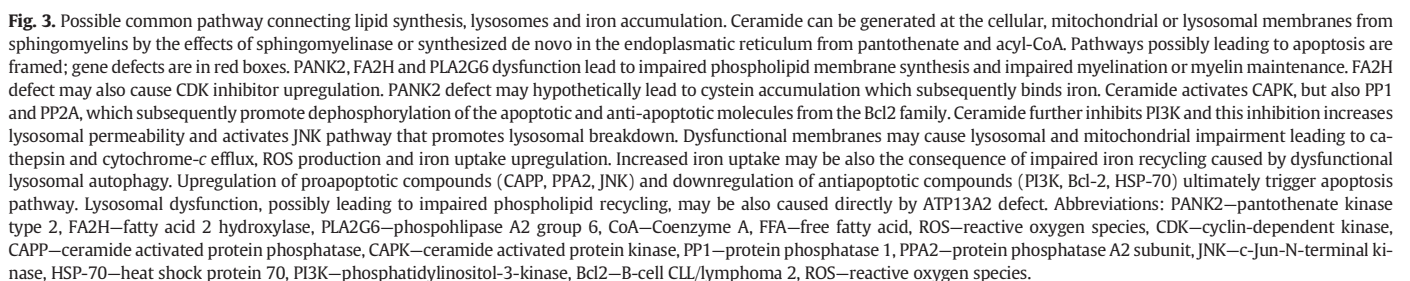 Fig. 3. Possible common pathway connecting lipid synthesis, lysosomes and iron accumulation. Ceramide can be generated at the cellular, mitochondrial or lysosomal membranes from
sphingomyelins by the effects of sphingomyelinase or synthesized de novo in the endoplasmatic reticulum from pantothenate and acyl-CoA. Pathways possibly leading to apoptosis are
framed; gene defects are in red boxes. PANK2, FA2H and PLA2G6 dysfunction lead to impaired phospholipid membrane synthesis and impaired myelination or myelin maintenance. FA2H
defect may also cause CDK inhibitor upregulation. PANK2 defect may hypothetically lead to cystein accumulation which subsequently binds iron. Ceramide activates CAPK, but also PP1
and PP2A, which subsequently promote dephosphorylation of the apoptotic and anti-apoptotic molecules from the Bcl2 family. Ceramide further inhibits PI3K and this inhibition increases
lysosomal permeability and activates JNK pathway that promotes lysosomal breakdown. Dysfunctional membranes may cause lysosomal and mitochondrial impairment leading to ca-
thepsin and cytochrome-c efflux, ROS production and iron uptake upregulation. Increased iron uptake may be also the consequence of impaired iron recycling caused by dysfunctional
lysosomal autophagy. Upregulation of proapoptotic compounds (CAPP, PPA2, JNK) and downregulation of antiapoptotic compounds (PI3K, Bcl-2, HSP-70) ultimately trigger apoptosis
pathway. Lysosomal dysfunction, possibly leading to impaired phospholipid recycling, may be also caused directly by ATP13A2 defect. Abbreviations: PANK2—pantothenate kinase
type 2, FA2H—fatty acid 2 hydroxylase, PLA2G6—phospohlipase A2 group 6, CoA—Coenzyme A, FFA—free fatty acid, ROS—reactive oxygen species, CDK—cyclin-dependent kinase,
CAPP—ceramide activated protein phosphatase, CAPK—ceramide activated protein kinase, PP1—protein phosphatase 1, PPA2—protein phosphatase A2 subunit, JNK—c-Jun-N-terminal ki-
nase, HSP-70—heat shock protein 70, PI3K—phosphatidylinositol-3-kinase, Bcl2—B-cell CLL/lymphoma 2, ROS—reactive oxygen species.